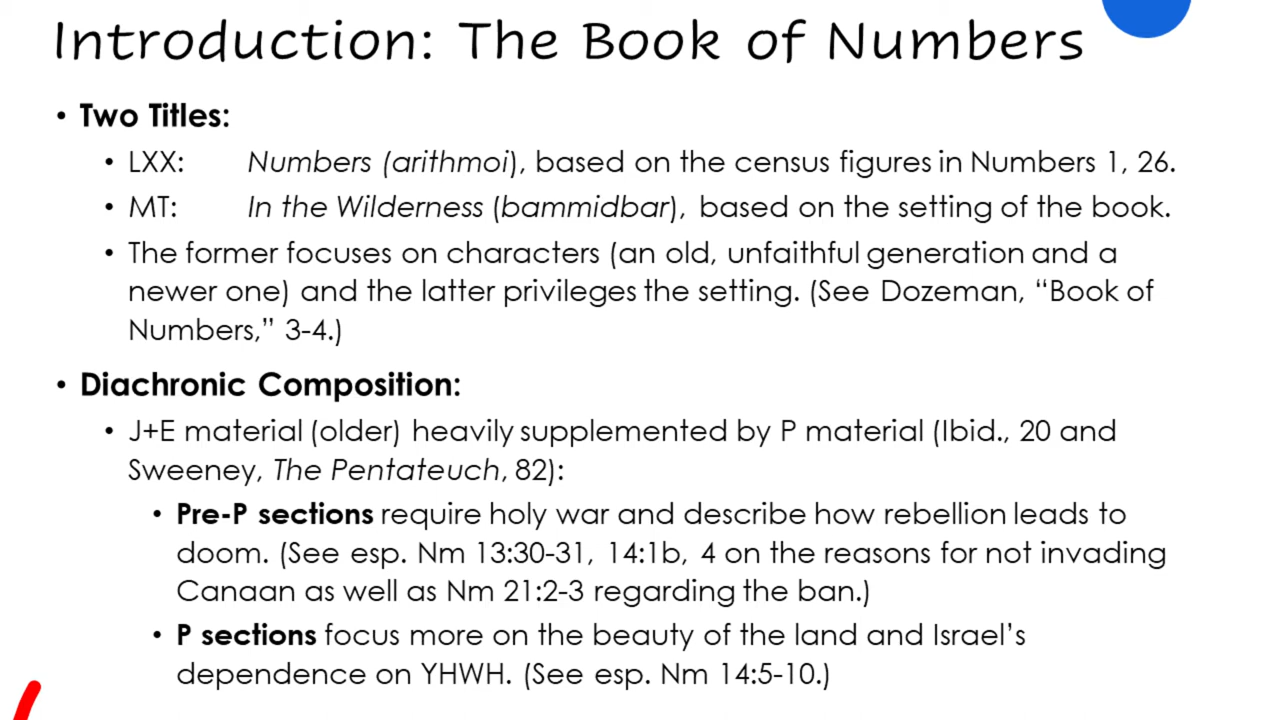 Introduction: The Book of Numbers
• Two Titles:
• LXX: Numbers (arithmoi), based on the census figures in Numbers 1, 26.
• MT: In the Wilderness (bammidbar), based on the setting of the book.
• The former focuses on characters (an old, unfaithful generation and a
newer one) and the latter privileges the setting. (See Dozeman, “Book of
Numbers,” 3-4.)
• Diachronic Composition:
• J+E material (older) heavily supplemented by P material (Ibid., 20 and
Sweeney, The Pentateuch, 82):
• Pre-P sections require holy war and describe how rebellion leads to
doom. (See esp. Nm 13:30-31, 14:1b, 4 on the reasons for not invading
Canaan as well as Nm 21:2-3 regarding the ban.)
• P sections focus more on the beauty of the land and Israel’s
dependence on YHWH. (See esp. Nm 14:5-10.)